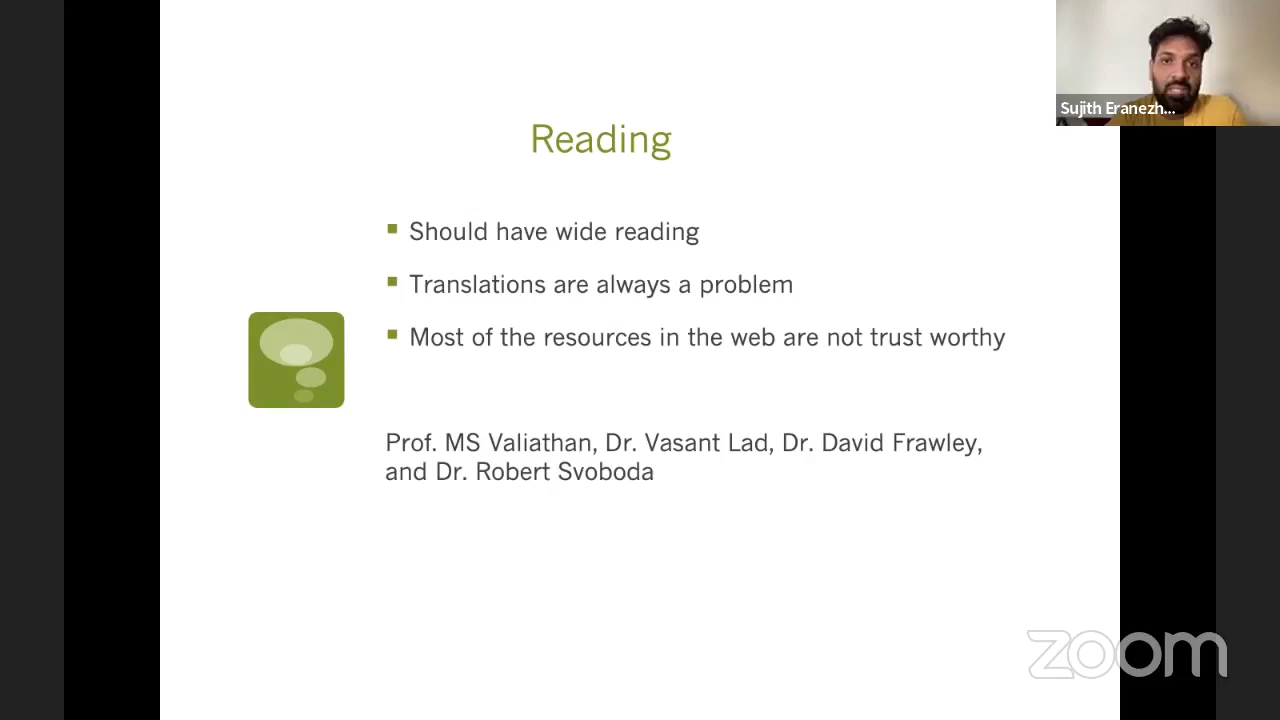 Sujith Eranezh...
Reading
Should have wide reading
Translations are always a problem
Most of the resources in the web are not trust worthy
Prof. MS Valiathan, Dr. Vasant Lad, Dr. David Frawley,
and Dr. Robert Svoboda
zoom